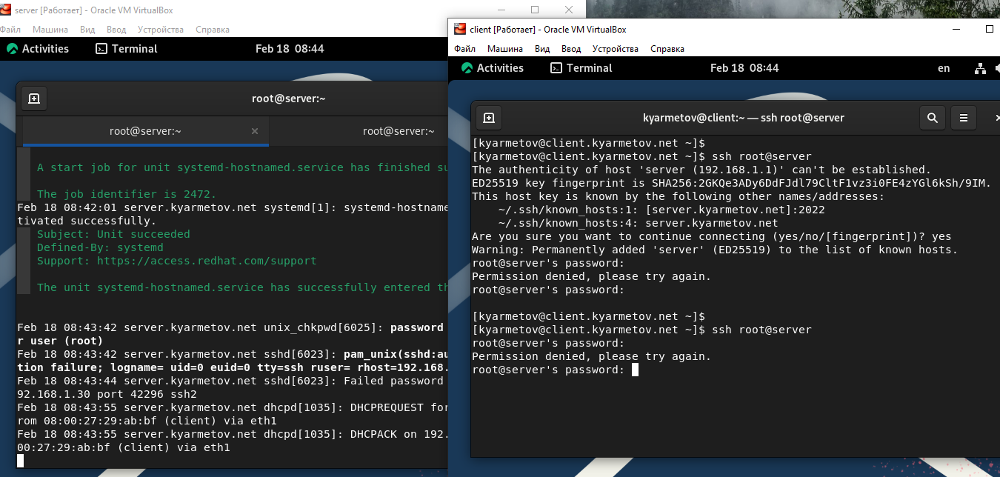 server [Работает] - Oracle VM VirtualBox
Файл Машина Вид Ввод Устройства Справка
Activities Terminal Feb 18 08:44
root@server:~
root@server:~ × root@server:~
A start job for unit systemd-hostnamed.service has finished su
The job identifier is 2472.
Feb 18 08:42:01 server.kyarmetov.net systemd[1]: systemd-hostname
tivated successfully.
Subject: Unit succeeded
Defined-By: systemd
Support: https://access.redhat.com/support
The unit systemd-hostnamed.service has successfully entered th
Feb 18 08:43:42 server.kyarmetov.net unix_chkpwd[6025]: password
r user (root)
Feb 18 08:43:42 server.kyarmetov.net sshd[6023]: pam_unix(sshd:au
tion failure; logname= uid=0 euid=0 tty=ssh ruser= rhost=192.168.
Feb 18 08:43:44 server.kyarmetov.net sshd[6023]: Failed password
92.168.1.30 port 42296 ssh2
Feb 18 08:43:55 server.kyarmetov.net dhcpd[1035]: DHCPREQUEST for
rom 08:00:27:29:ab:bf (client) via eth1
Feb 18 08:43:55 server.kyarmetov.net dhcpd[1035]: DHCPACK on 192.
00:27:29:ab:bf (client) via eth1
client [Работает] - Oracle VM VirtualBox
Файл Машина Вид Ввод Устройства Справка
Activities Terminal Feb 18 08:44 en
kyarmetov@client:~ — ssh root@server
[kyarmetov@client.kyarmetov.net ~]$
[kyarmetov@client.kyarmetov.net ~]$ ssh root@server
The authenticity of host 'server (192.168.1.1)' can't be established.
ED25519 key fingerprint is SHA256:2GKQe3ADy6DdFJdl79CltF1vz3i0FE4zYGl6kSh/9IM.
This host key is known by the following other names/addresses:
~/.ssh/known_hosts:1: [server.kyarmetov.net]:2022
~/.ssh/known_hosts:4: server.kyarmetov.net
Are you sure you want to continue connecting (yes/no/[fingerprint])? yes
Warning: Permanently added 'server' (ED25519) to the list of known hosts.
root@server's password:
Permission denied, please try again.
root@server's password:
[kyarmetov@client.kyarmetov.net ~]$
[kyarmetov@client.kyarmetov.net ~]$ ssh root@server
root@server's password:
Permission denied, please try again.
root@server's password: